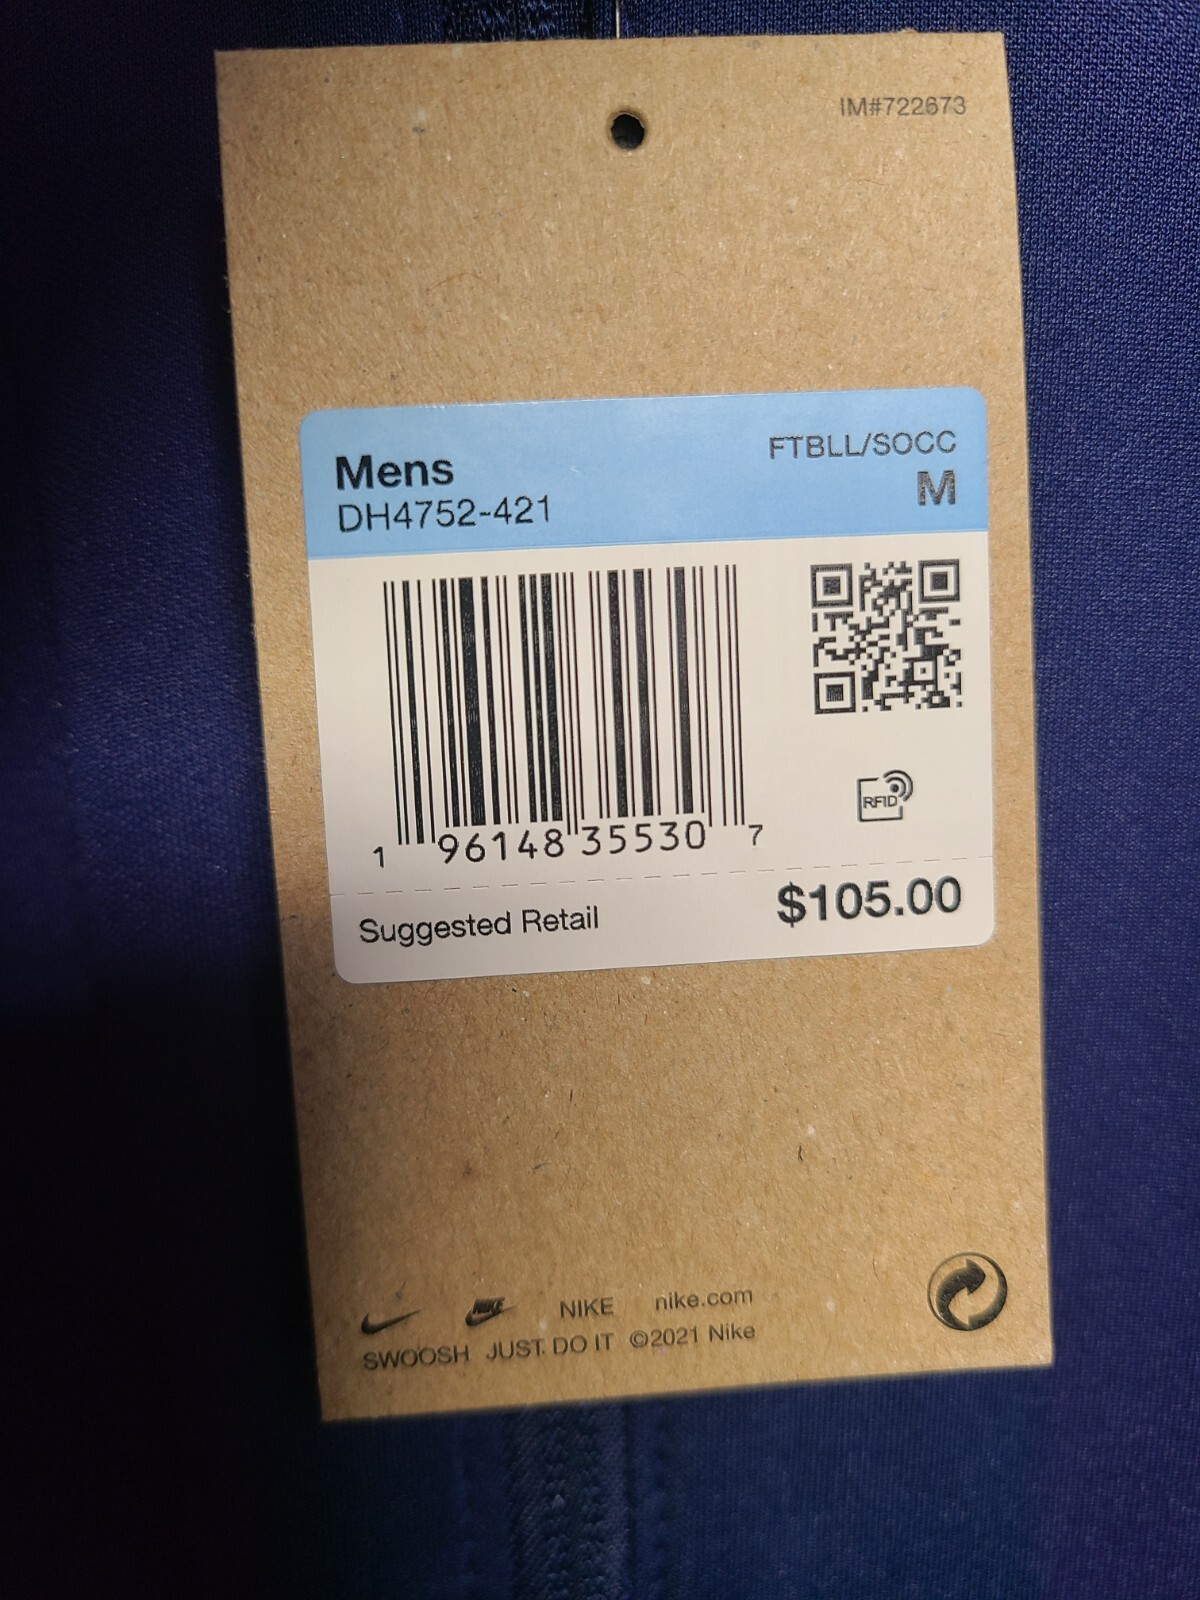 IM#722673
Mens
FTBLL/SOCC
DH4752-421
M
RFID
1 96148 35530 7
Suggested Retail
$105.00
NIKE NIKE nike.com
SWOOSH JUST DO IT ©2021 Nike